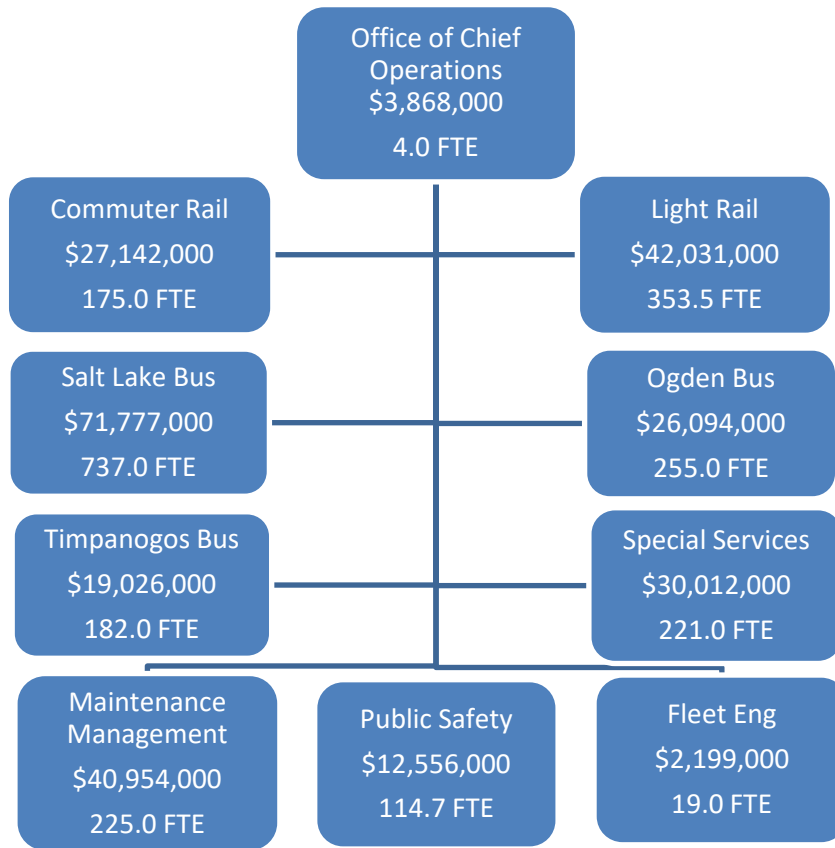 Office of Chief
Operations
$3,868,000
4.0 FTE
Commuter Rail
$27,142,000
175.0 FTE
Light Rail
$42,031,000
353.5 FTE
Salt Lake Bus
$71,777,000
737.0 FTE
Ogden Bus
$26,094,000
255.0 FTE
Timpanogos Bus
$19,026,000
182.0 FTE
Special Services
$30,012,000
221.0 FTE
Maintenance
Management
$40,954,000
225.0 FTE
Public Safety
$12,556,000
114.7 FTE
Fleet Eng
$2,199,000
19.0 FTE